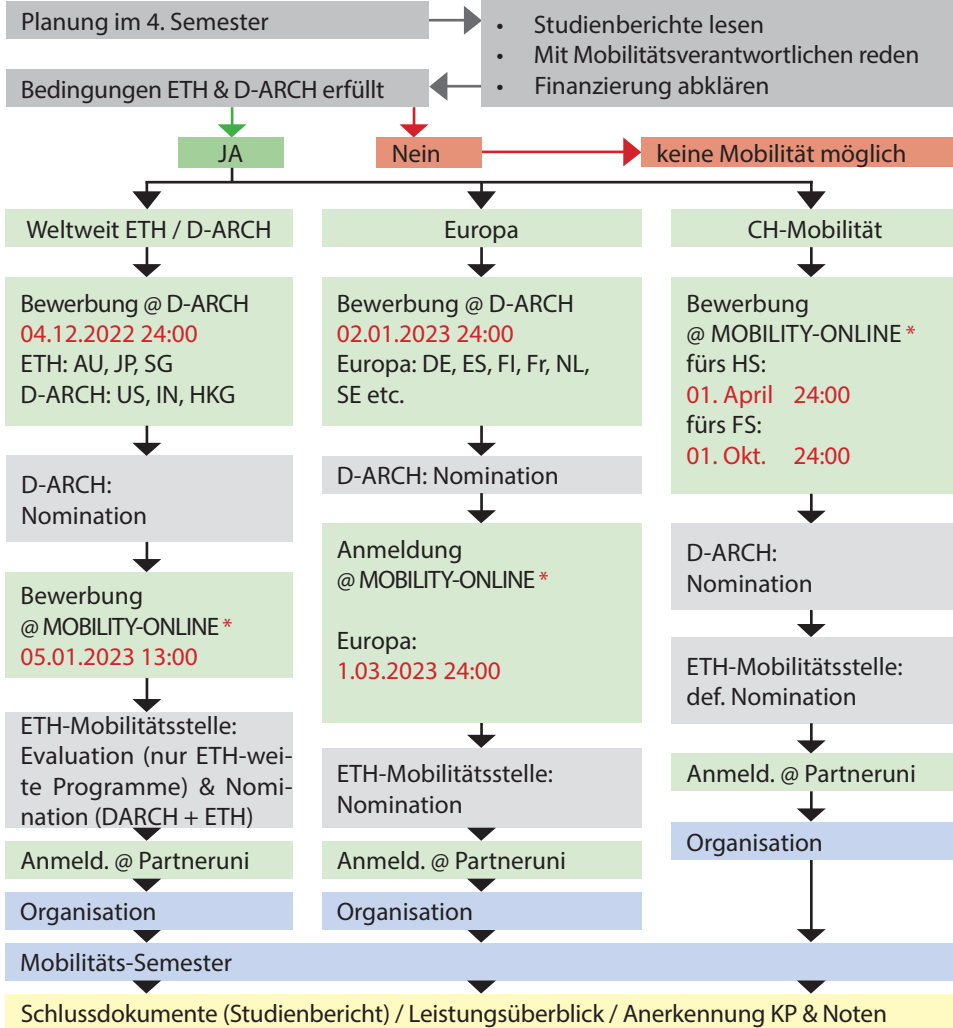 Planung im 4. Semester
• Studienberichte lesen
• Mit Mobilitätsverantwortlichen reden
• Finanzierung abklären
Bedingungen ETH & D-ARCH erfüllt
JA
Nein
keine Mobilität möglich
Weltweit ETH / D-ARCH
Bewerbung @ D-ARCH
04.12.2022 24:00
ETH: AU, JP, SG
D-ARCH: US, IN, HKG
D-ARCH:
Nomination
Bewerbung
@ MOBILITY-ONLINE *
05.01.2023 13:00
ETH-Mobilitätsstelle:
Evaluation (nur ETH-wei-
te Programme) & Nomi-
nation (DARCH + ETH)
Anmeld. @ Partneruni
Organisation
Europa
Bewerbung @ D-ARCH
02.01.2023 24:00
Europa: DE, ES, FI, Fr, NL,
SE etc.
D-ARCH: Nomination
Anmeldung
@ MOBILITY-ONLINE *
Europa:
1.03.2023 24:00
ETH-Mobilitätsstelle:
Nomination
Anmeld. @ Partneruni
Organisation
CH-Mobilität
Bewerbung
@ MOBILITY-ONLINE *
fürs HS:
01. April 24:00
fürs FS:
01. Okt. 24:00
D-ARCH:
Nomination
ETH-Mobilitätsstelle:
def. Nomination
Anmeld. @ Partneruni
Organisation
Mobilitäts-Semester
Schlussdokumente (Studienbericht) / Leistungsüberblick / Anerkennung KP & Noten